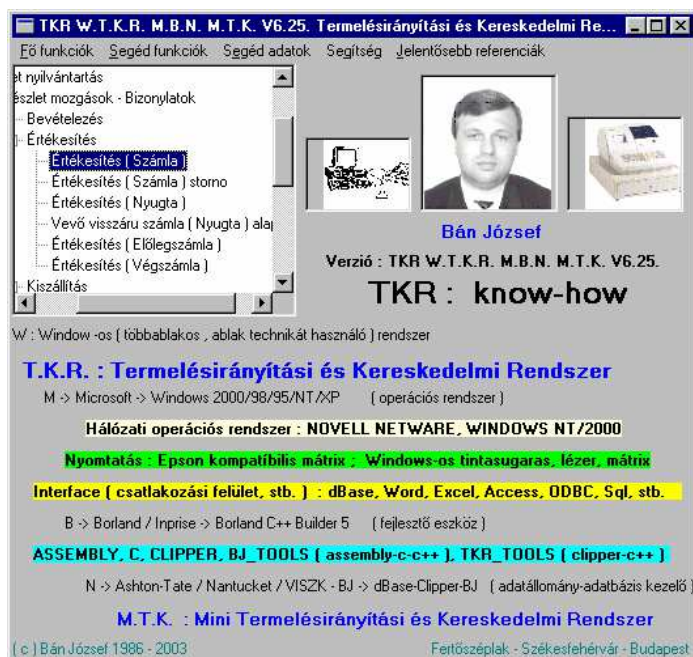 TKR W.T.K.R. M.B.N. M.T.K. V6.25. Termelésirányítási és Kereskedelmi Re...
Fő funkciók Segéd funkciók Segéd adatok Segítség Jelentősebb referenciák
et nyilvántartás
észlet mozgások - Bizonylatok
Bevételezés
Értékesítés
Értékesítés ( Számla )
Értékesítés ( Számla ) storno
Értékesítés ( Nyugta )
Vevő visszáru számla ( Nyugta ) alap
Értékesítés ( Előlegszámla )
Értékesítés ( Végszámla )
Kiszállítás
Bán József
Verzió : TKR W.T.K.R. M.B.N. M.T.K. V6.25.
TKR : know-how
W : Window -os ( többablakos , ablak technikát használó ) rendszer
T.K.R. : Termelésirányítási és Kereskedelmi Rendszer
M -> Microsoft -> Windows 2000/98/95/NT/XP ( operációs rendszer )
Hálózati operációs rendszer : NOVELL NETWARE, WINDOWS NT/2000
Nyomtatás : Epson kompatíbilis mátrix ; Windows-os tintasugaras, lézer, mátrix
Interface ( csatlakozási felület, stb. ) : dBase, Word, Excel, Access, ODBC, Sql, stb.
B -> Borland / Inprise -> Borland C++ Builder 5 ( fejlesztő eszköz )
ASSEMBLY, C, CLIPPER, BJ_TOOLS ( assembly-c-c++ ), TKR_TOOLS ( clipper-c++ )
N -> Ashton-Tate / Nantucket / VISZK - BJ -> dBase-Clipper-BJ ( adatállomány-adatbázis kezelő )
M.T.K. : Mini Termelésirányítási és Kereskedelmi Rendszer
( c ) Bán József 1986 - 2003 Fertőszéplak - Székesfehérvár - Budapest